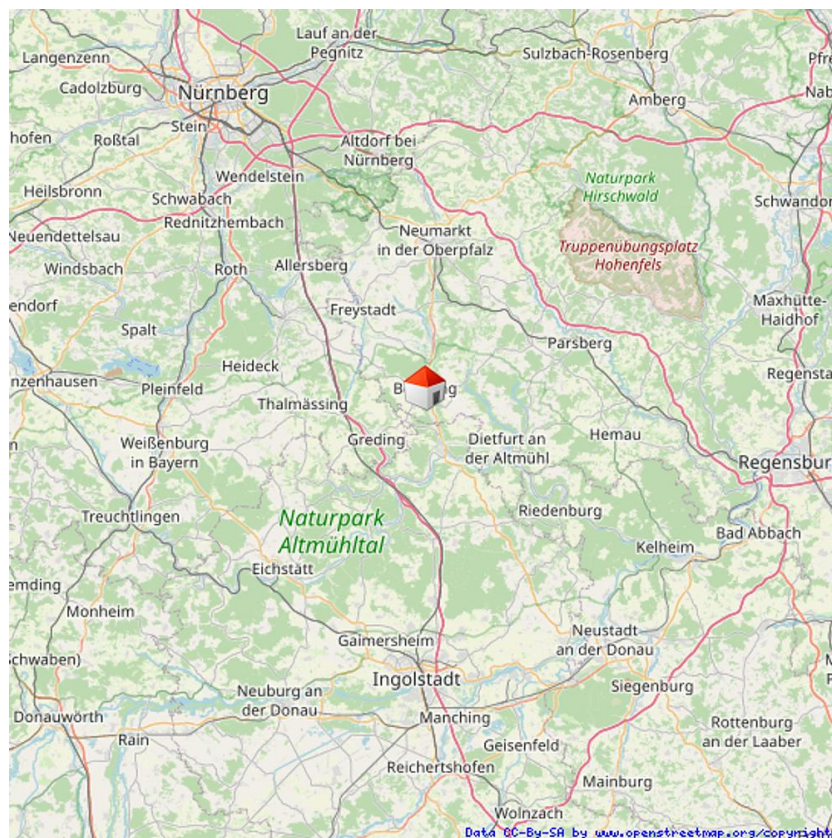 Lauf an der
Pegnitz
Langenzenn
Sulzbach-Rosenberg
Cadolzburg
Nürnberg
Amberg
Stein
Roßtal
Altdorf bei
Nürnberg
Wendelstein
Naturpark
Hirschwald
Heilsbronn
Schwabach
Rednitzhembach
Neumarkt
in der Oberpfalz
Neuendettelsau
Truppenübungsplatz
Hohenfels
Windsbach
Roth
Allersberg
Maxhütte-
Haidhof
Freystadt
Spalt
Parsberg
Heideck
Pleinfeld
Thalmässing
Weißenburg
in Bayern
Greding
Dietfurt an
der Altmühl
Hemau
Treuchtlingen
Riedenburg
Naturpark
Altmühltal
Bad Abbach
Kelheim
Eichstätt
Monheim
Gaimersheim
Neustadt
an der Donau
Ingolstadt
Siegenburg
Neuburg an
der Donau
Donauwörth
Manching
Rain
Rottenburg
an der Laaber
Geisenfeld
Reichertshofen
Mainburg
Wolnzach
Data CC-By-SA by www.openstreetmap.org/copyright